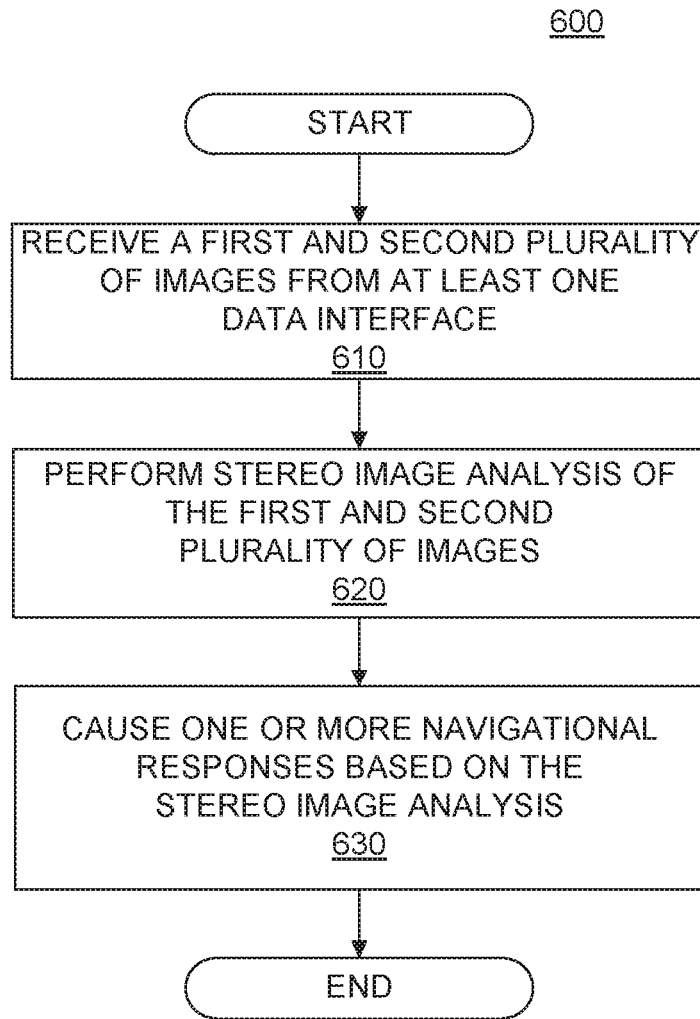 600
START
RECEIVE A FIRST AND SECOND PLURALITY
OF IMAGES FROM AT LEAST ONE
DATA INTERFACE
610
PERFORM STEREO IMAGE ANALYSIS OF
THE FIRST AND SECOND
PLURALITY OF IMAGES
620
CAUSE ONE OR MORE NAVIGATIONAL
RESPONSES BASED ON THE
STEREO IMAGE ANALYSIS
630
END